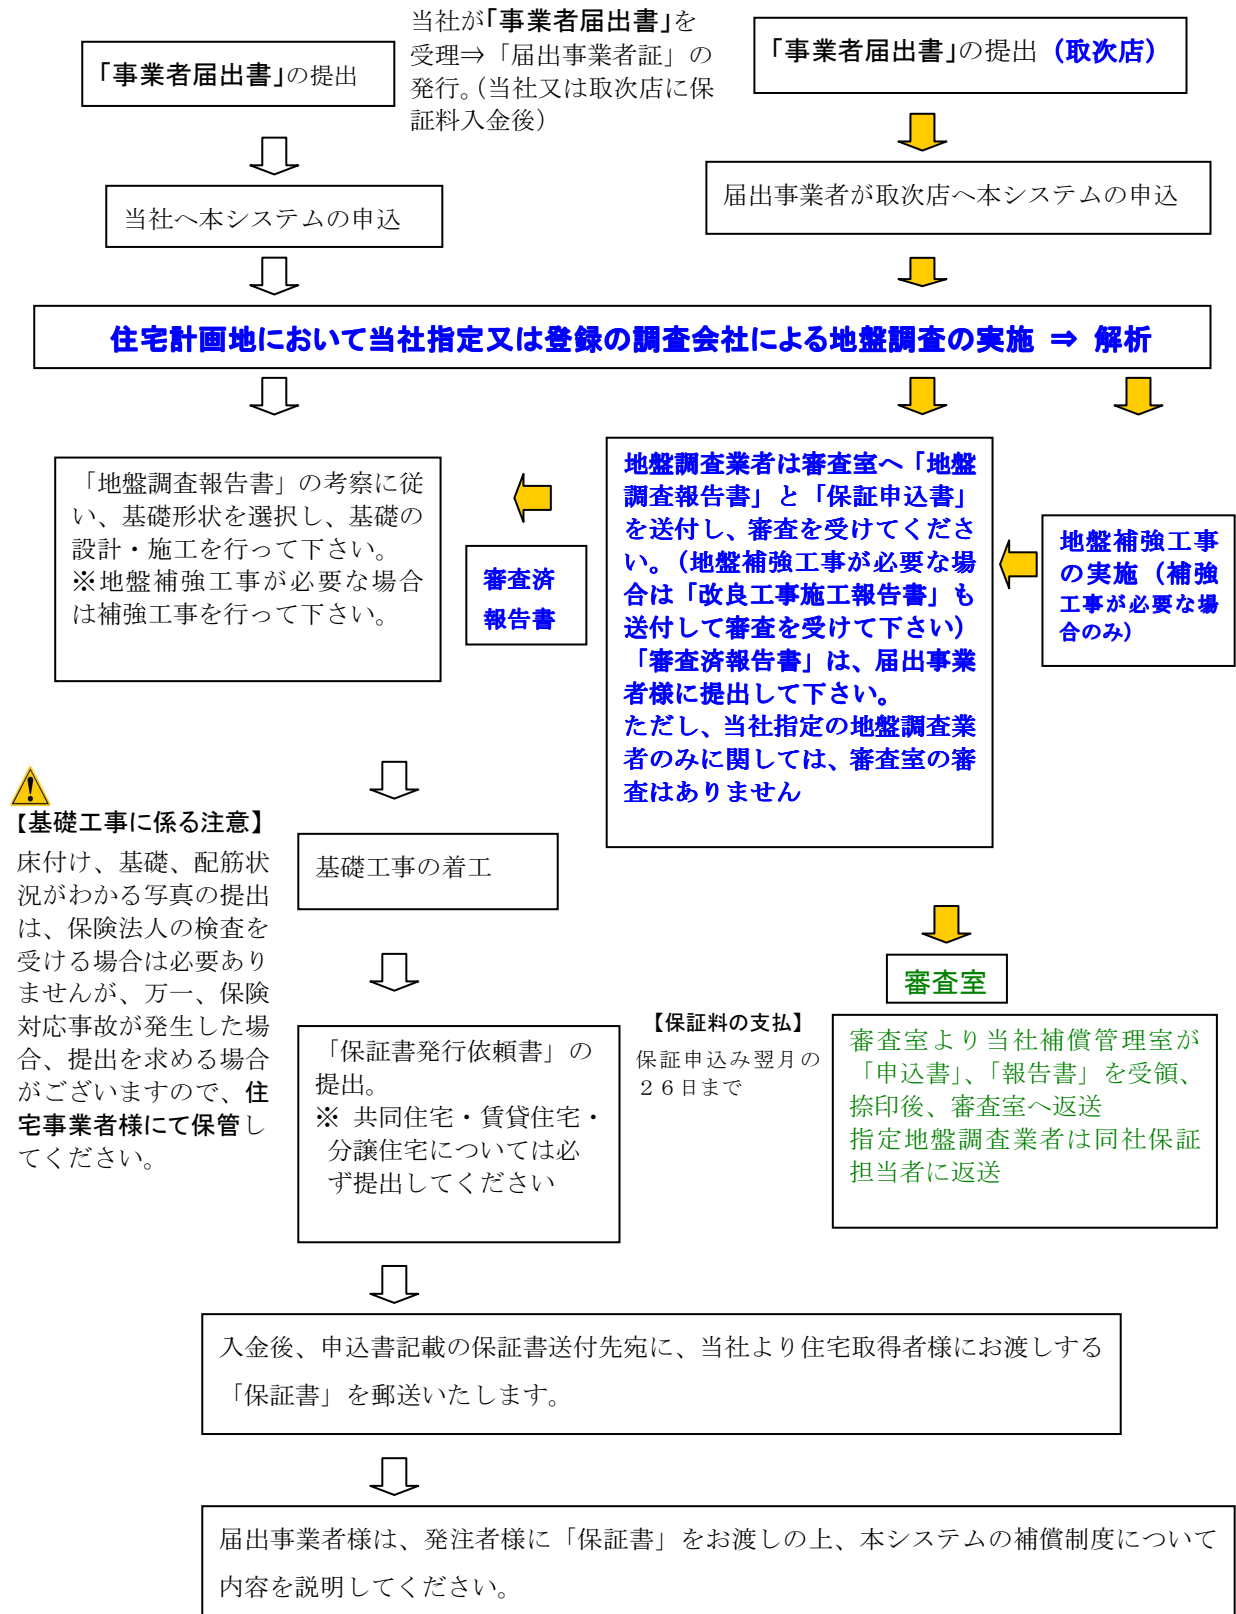 「事業者届出書」の提出
当社が「事業者届出書」を
受理⇒「届出事業者証」の
発行。（当社又は取次店に保
証料入金後）
「事業者届出書」の提出（取次店）
当社へ本システムの申込
届出事業者が取次店へ本システムの申込
住宅計画地において当社指定又は登録の調査会社による地盤調査の実施 ⇒ 解析
「地盤調査報告書」の考察に従
い、基礎形状を選択し、基礎の
設計・施工を行って下さい。
※地盤補強工事が必要な場合
は補強工事を行って下さい。
審査済
報告書
地盤調査業者は審査室へ「地盤
調査報告書」と「保証申込書」
を送付し、審査を受けてくださ
い。（地盤補強工事が必要な場
合は「改良工事施工報告書」も
送付して審査を受けて下さい）
「審査済報告書」は、届出事業
者様に提出して下さい。
ただし、当社指定の地盤調査業
者のみに関しては、審査室の審
査はありません
地盤補強工事
の実施（補強
工事が必要な場
合のみ）
【基礎工事に係る注意】
床付け、基礎、配筋状
況がわかる写真の提出
は、保険法人の検査を
受ける場合は必要あり
ませんが、万一、保険
対応事故が発生した場
合、提出を求める場合
がございますので、住
宅事業者様にて保管し
てください。
基礎工事の着工
「保証書発行依頼書」の
提出。
※ 共同住宅・賃貸住宅・
分譲住宅については必
ず提出してください
【保証料の支払】
保証申込み翌月の
２６日まで
審査室
審査室より当社補償管理室が
「申込書」、「報告書」を受領、
捺印後、審査室へ返送
指定地盤調査業者は同社保証
担当者に返送
入金後、申込書記載の保証書送付先宛に、当社より住宅取得者様にお渡しする
「保証書」を郵送いたします。
届出事業者様は、発注者様に「保証書」をお渡しの上、本システムの補償制度について
内容を説明してください。